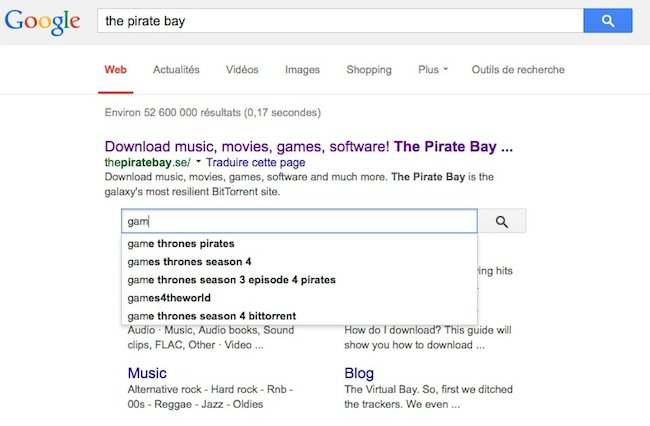 Google
the pirate bay
Web Actualités Vidéos Images Shopping Plus Outils de recherche
Environ 52 600 000 résultats (0,17 secondes)
Download music, movies, games, software! The Pirate Bay ...
thepiratebay.se/ Traduire cette page
Download music, movies, games, software and much more. The Pirate Bay is the
galaxy's most resilient BitTorrent site.
gam
game thrones pirates
games thrones season 4
ing hits
game thrones season 3 episode 4 pirates
games4theworld
game thrones season 4 bittorrent
Audio · Music, Audio books, Sound
clips, FLAC, Other · Video ...
How do I download? This guide will
show you how to download ...
Music
Alternative rock - Hard rock - Rnb -
00s - Reggae - Jazz - Oldies
Blog
The Virtual Bay. So, first we ditched
the trackers. We even ...